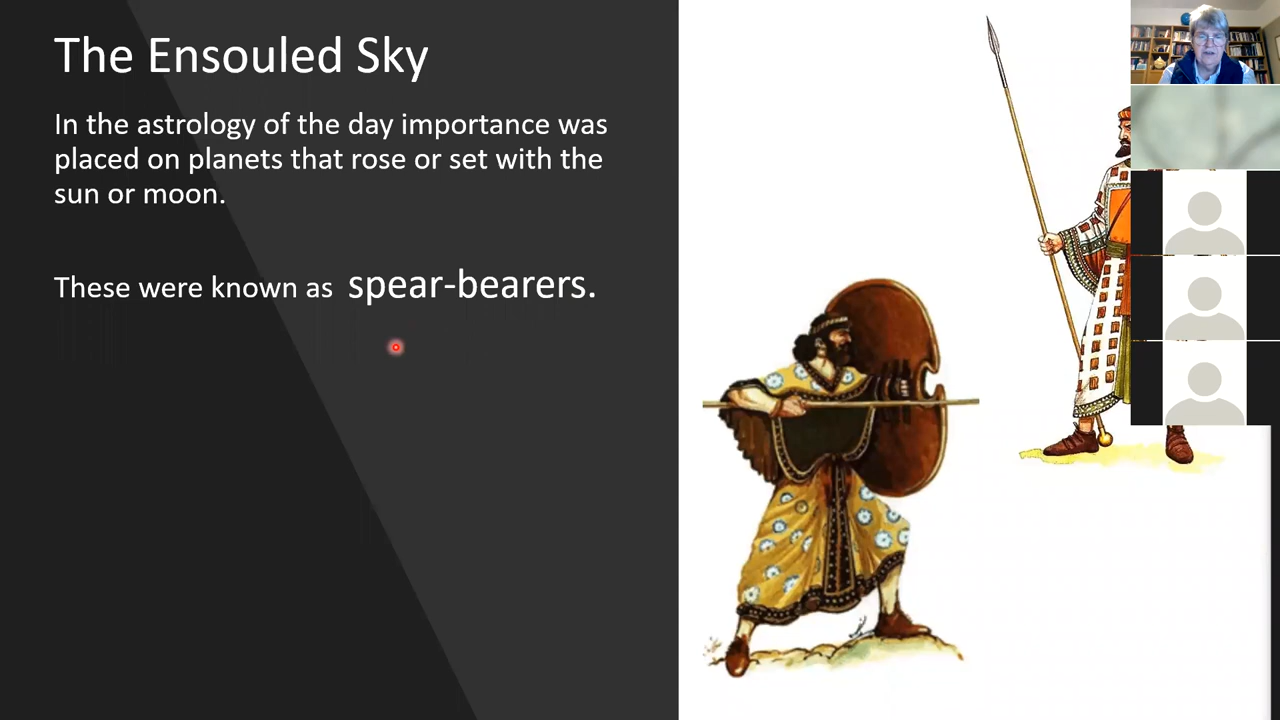 The Ensouled Sky
In the astrology of the day importance was
placed on planets that rose or set with the
sun or moon.
These were known as spear-bearers.